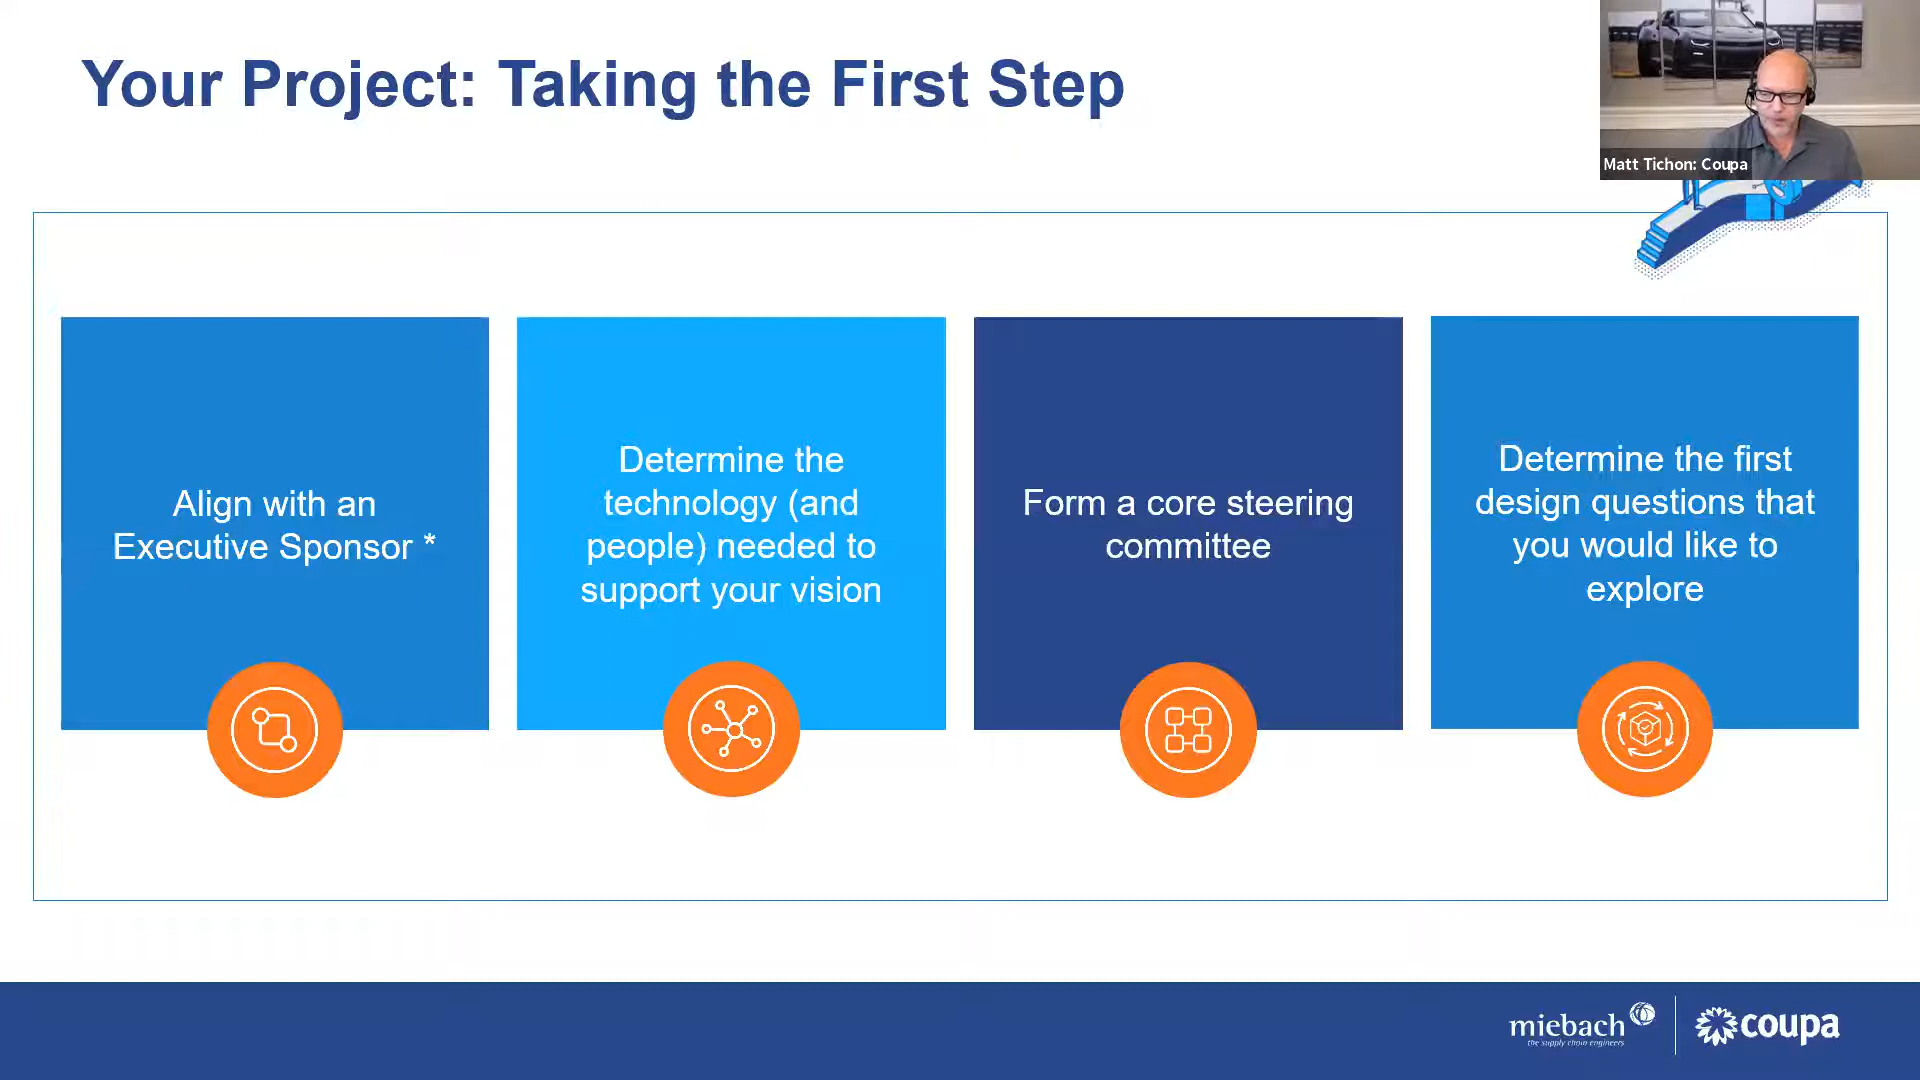 Your Project: Taking the First Step
Matt Tichon: Coupa
Align with an
Executive Sponsor *
Determine the
technology (and
people) needed to
support your vision
Form a core steering
committee
Determine the first
design questions that
you would like to
explore
miebach
the supply chain engineers
coupa